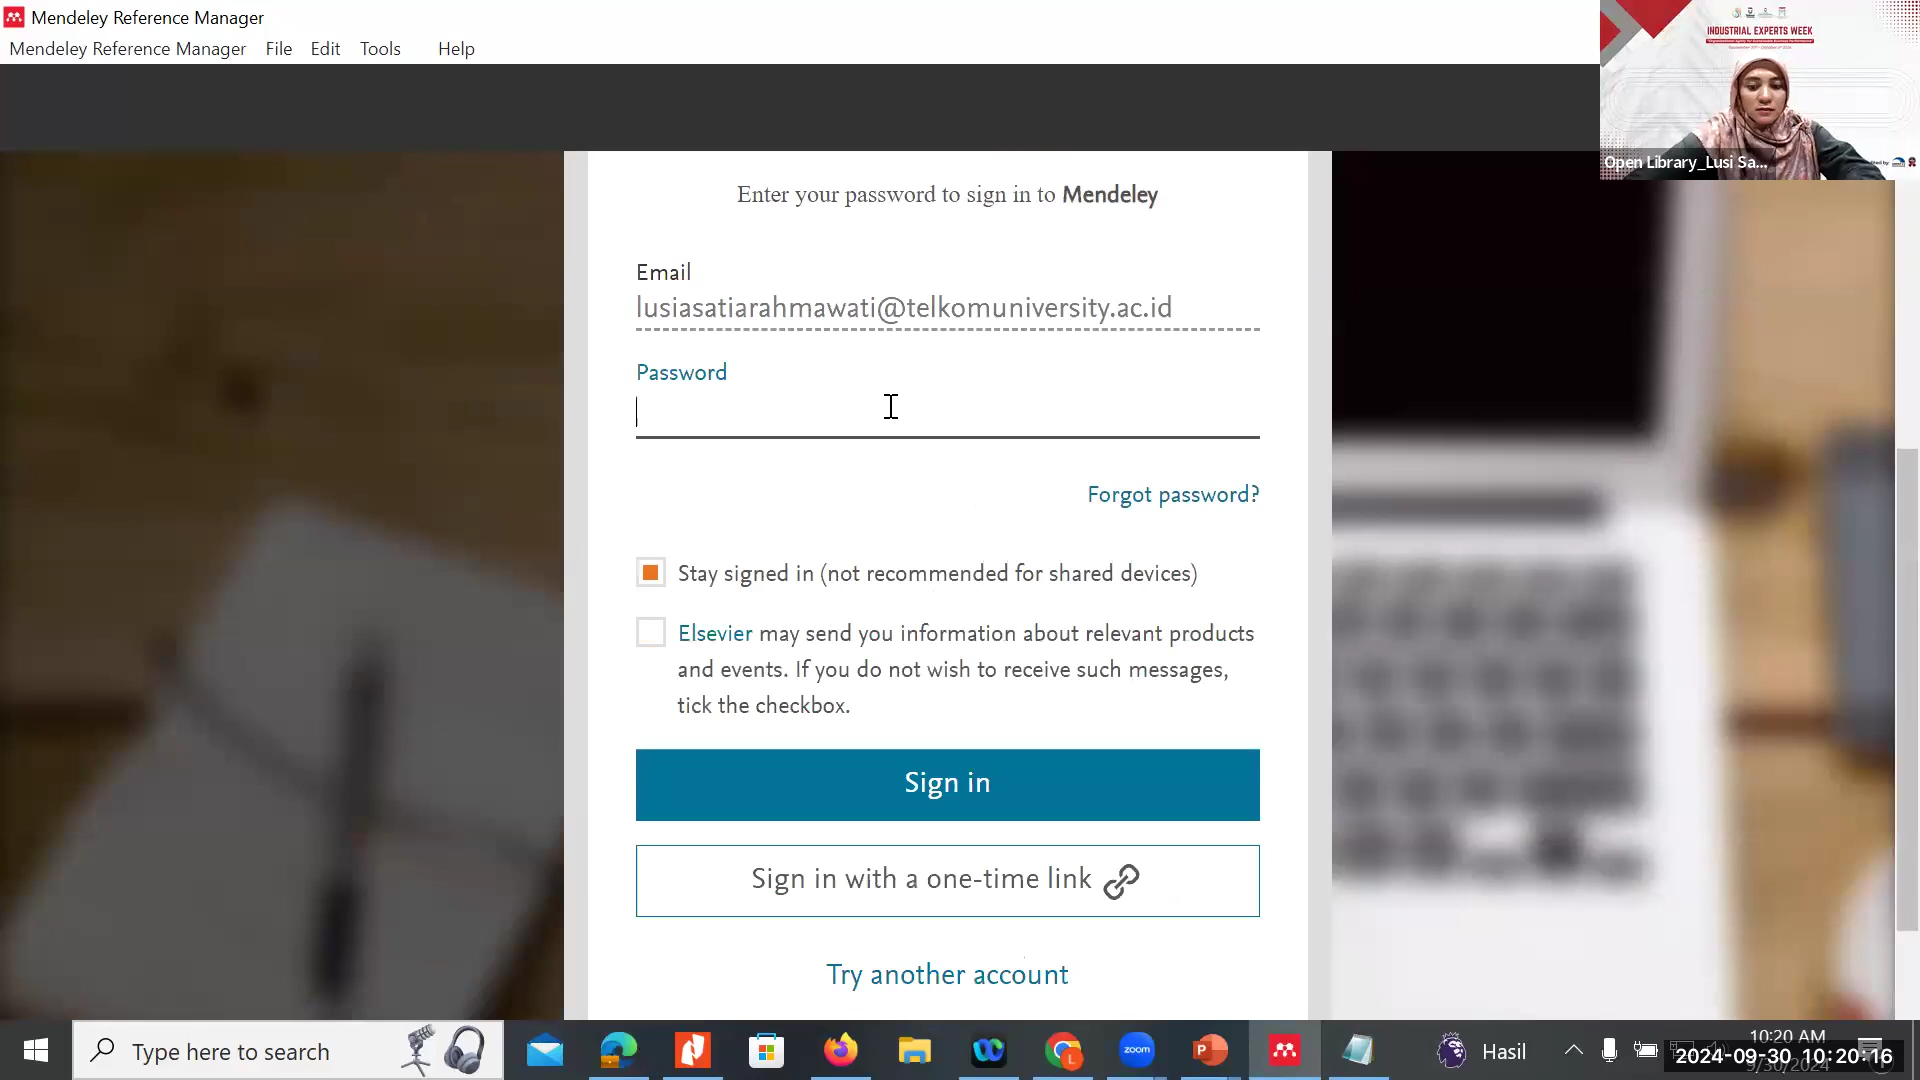 Mendeley Reference Manager
Mendeley Reference Manager File Edit Tools Help
INDUSTRIAL EXPERTS WEEK
Open Library_Lusi Sa...
Enter your password to sign in to Mendeley
Email
lusiasatiarahmawati@telkomuniversity.ac.id
Password
Forgot password?
Stay signed in (not recommended for shared devices)
Elsevier may send you information about relevant products
and events. If you do not wish to receive such messages,
tick the checkbox.
Sign in
Sign in with a one-time link
Try another account
Type here to search
zoom
Hasil
10:20 AM
2024-09-30 10:20:16
9/30/2024